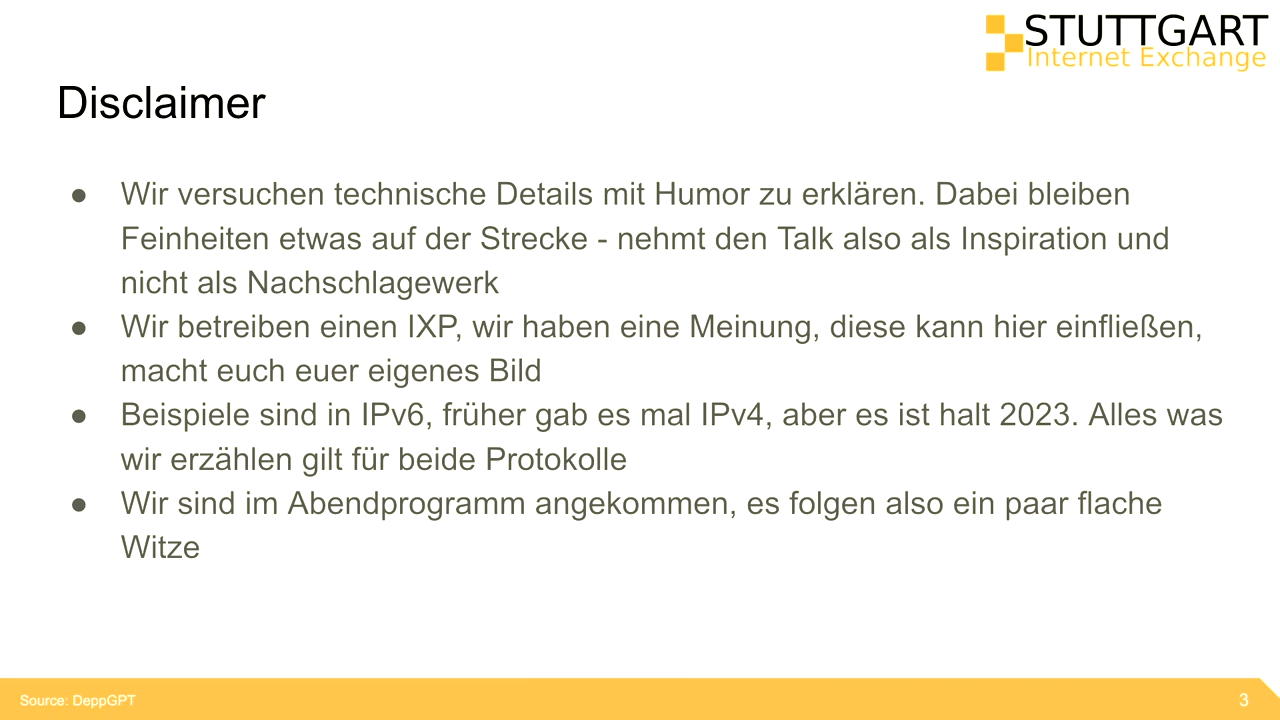 STUTTGART
Internet Exchange
Disclaimer
● Wir versuchen technische Details mit Humor zu erklären. Dabei bleiben
Feinheiten etwas auf der Strecke - nehmt den Talk also als Inspiration und
nicht als Nachschlagewerk
● Wir betreiben einen IXP, wir haben eine Meinung, diese kann hier einfließen,
macht euch euer eigenes Bild
● Beispiele sind in IPv6, früher gab es mal IPv4, aber es ist halt 2023. Alles was
wir erzählen gilt für beide Protokolle
● Wir sind im Abendprogramm angekommen, es folgen also ein paar flache
Witze
Source: DeppGPT
3